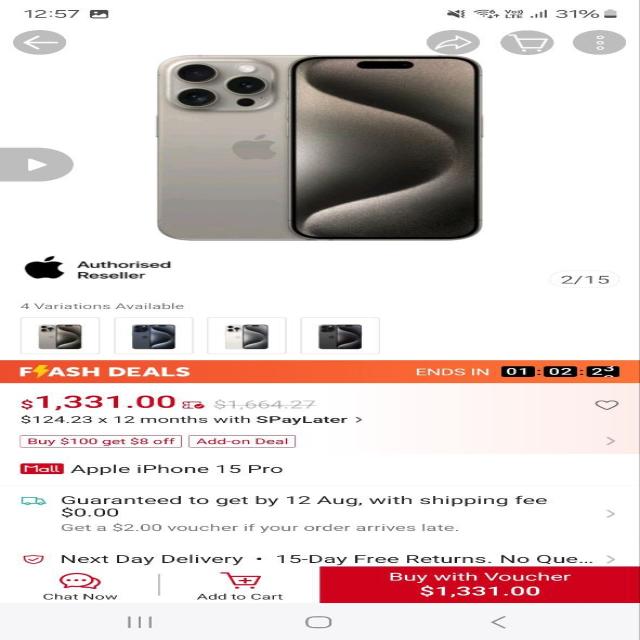 12:57
Vo)) LTE 31%
Authorised
Reseller
2/15
4 Variations Available
FLASH DEALS ENDS IN 01:02:
$1,331.00 $1,664.27
$124.23 x 12 months with SPayLater >
Buy $100 get $8 off Add-on Deal
Mall Apple iPhone 15 Pro
Guaranteed to get by 12 Aug, with shipping fee
$0.00
Get a $2.00 voucher if your order arrives late.
Next Day Delivery • 15-Day Free Returns. No Que...
Chat Now
Add to Cart
Buy with Voucher
$1,331.00